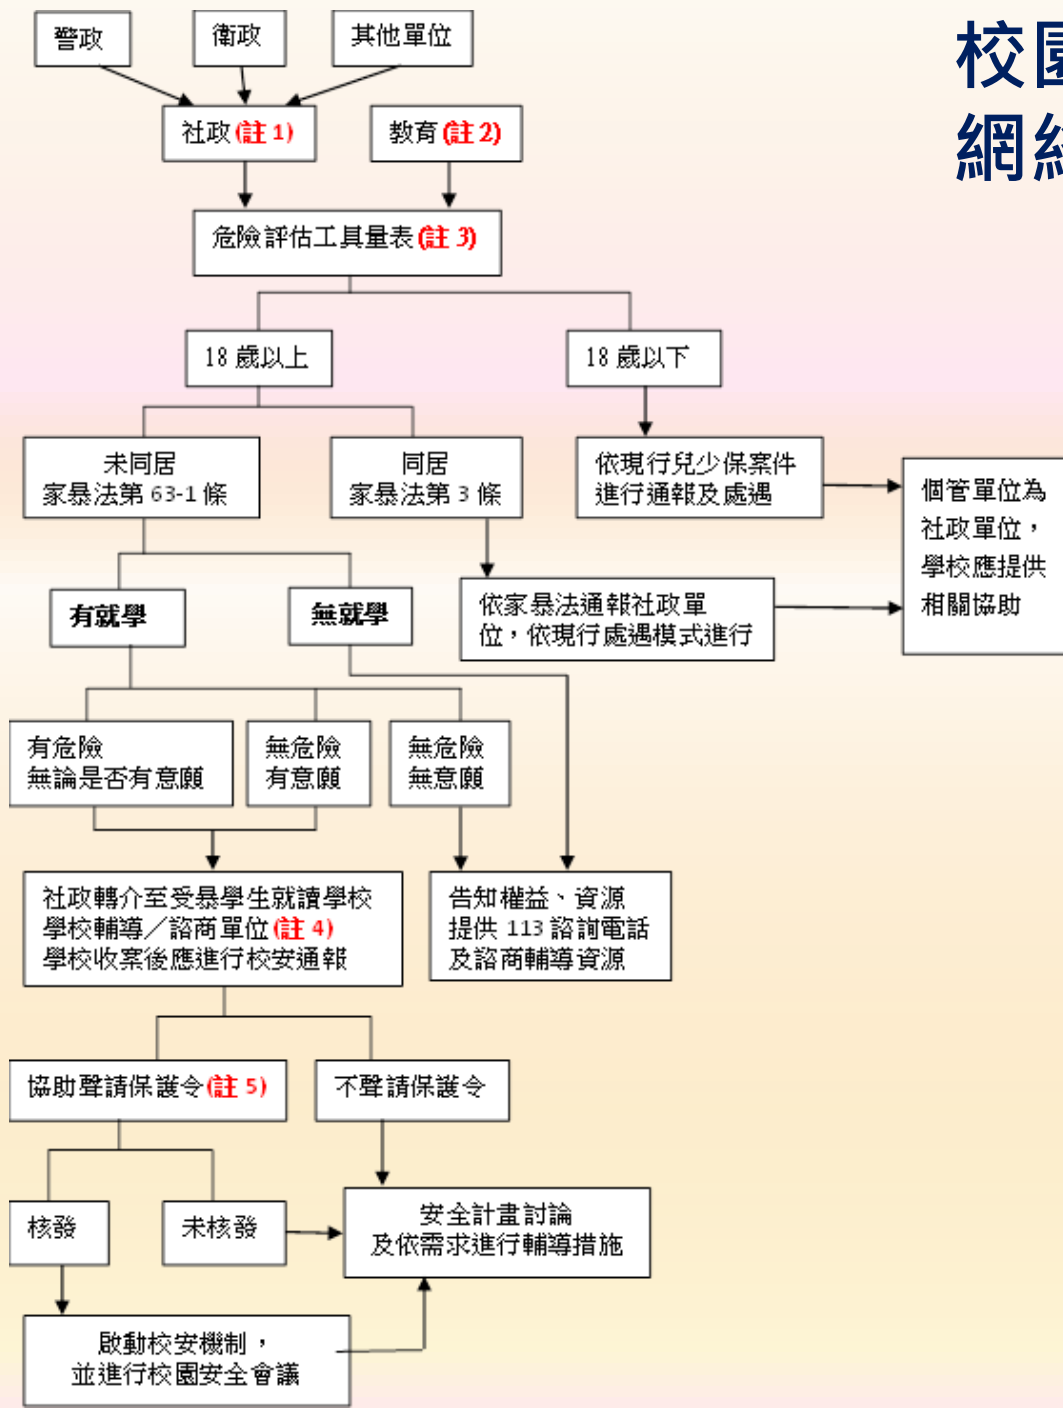 校園
網絡
警政
衛政
其他單位
社政(註 1)
教育(註 2)
危險評估工具量表(註 3)
18 歲以上
18 歲以下
未同居
家暴法第 63-1 條
同居
家暴法第 3 條
依現行兒少保案件
進行通報及處遇
個管單位為
社政單位，
學校應提供
相關協助
有就學
無就學
依家暴法通報社政單
位，依現行處遇模式進行
有危險
無論是否有意願
無危險
有意願
無危險
無意願
社政轉介至受暴學生就讀學校
學校輔導／諮商單位(註 4)
學校收案後應進行校安通報
告知權益、資源
提供 113 諮詢電話
及諮商輔導資源
協助聲請保護令(註 5)
不聲請保護令
核發
未核發
安全計畫討論
及依需求進行輔導措施
啟動校安機制，
並進行校園安全會議